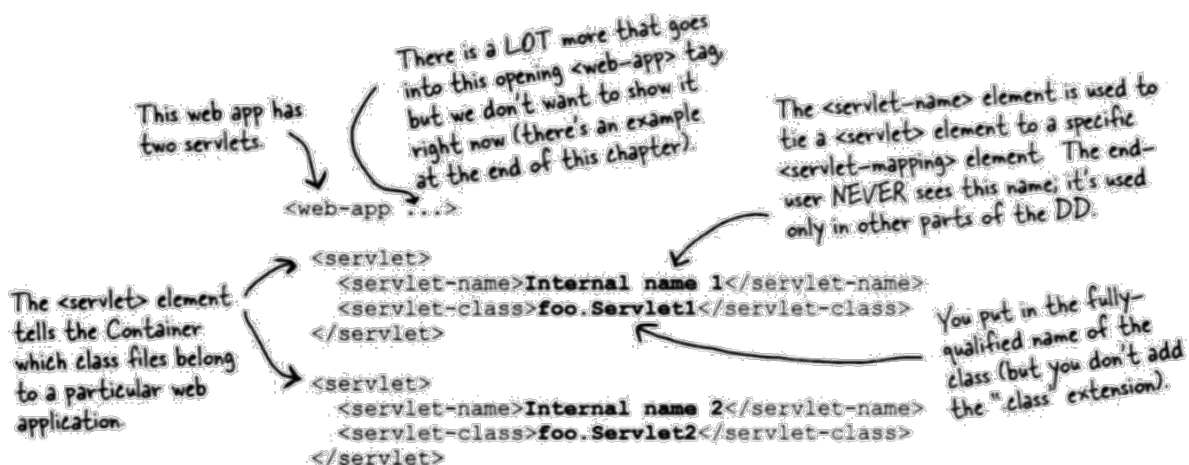 There is a LOT more that goes
into this opening <web-app> tag,
but we don't want to show it
right now (there's an example
at the end of this chapter).
This web app has
two servlets.
The <servlet-name> element is used to
tie a <servlet> element to a specific
<servlet-mapping> element. The end-
user NEVER sees this name; it's used
only in other parts of the DD.
<web-app ...>
<servlet>
<servlet-name>Internal name 1</servlet-name>
<servlet-class>foo.Servlet1</servlet-class>
</servlet>
The <servlet> element
tells the Container
which class files belong
to a particular web
application.
You put in the fully-
qualified name of the
class (but you don't add
the ".class" extension).
<servlet>
<servlet-name>Internal name 2</servlet-name>
<servlet-class>foo.Servlet2</servlet-class>
</servlet>